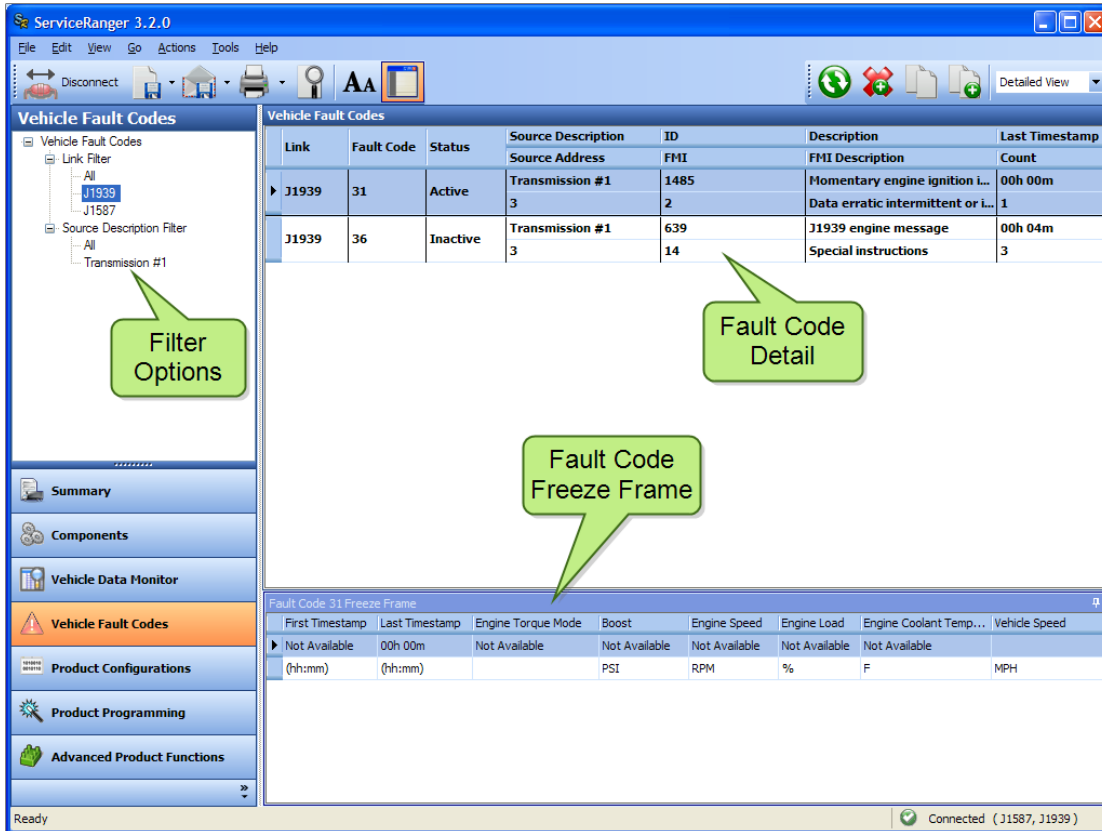 ServiceRanger 3.2.0
File Edit View Go Actions Tools Help
Disconnect AA Detailed View
Vehicle Fault Codes
Vehicle Fault Codes
Link Filter
All
J1939
J1587
Source Description Filter
All
Transmission #1
Filter
Options
Summary
Components
Vehicle Data Monitor
Vehicle Fault Codes
Product Configurations
Product Programming
Advanced Product Functions
Vehicle Fault Codes
Link Fault Code Status Source Description ID Description Last Timestamp
Source Address FMI FMI Description Count
J1939 31 Active Transmission #1 1485 Momentary engine ignition i... 00h 00m
3 2 Data erratic intermittent or i... 1
J1939 36 Inactive Transmission #1 639 J1939 engine message 00h 04m
3 14 Special instructions 3
Fault Code
Detail
Fault Code
Freeze Frame
Fault Code 31 Freeze Frame
First Timestamp Last Timestamp Engine Torque Mode Boost Engine Speed Engine Load Engine Coolant Temp... Vehicle Speed
Not Available 00h 00m Not Available Not Available Not Available Not Available Not Available
(hh:mm) (hh:mm) PSI RPM % F MPH
Ready Connected ( J1587, J1939 )